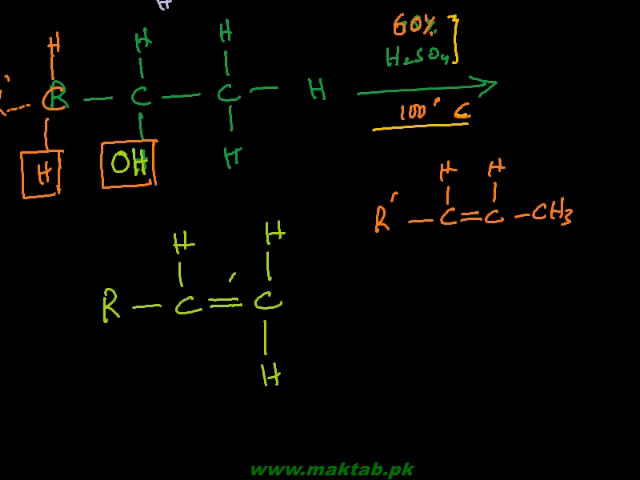 H
H H H
R' C — C — C — H
H OH H
60%
H2SO4
100° C
H H
R' — C = C — CH3
H H
R — C = C
H
www.maktab.pk